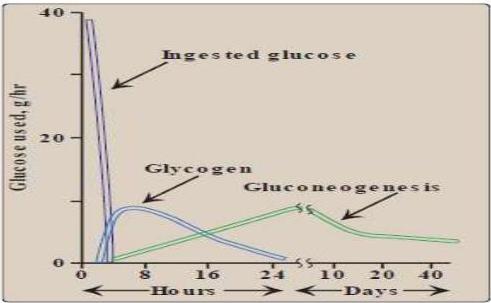 40
Ingested glucose
Glucose used, g/hr
20
Glycogen
Gluconeogenesis
0
0 8 16 24 10 20 40
Hours Days